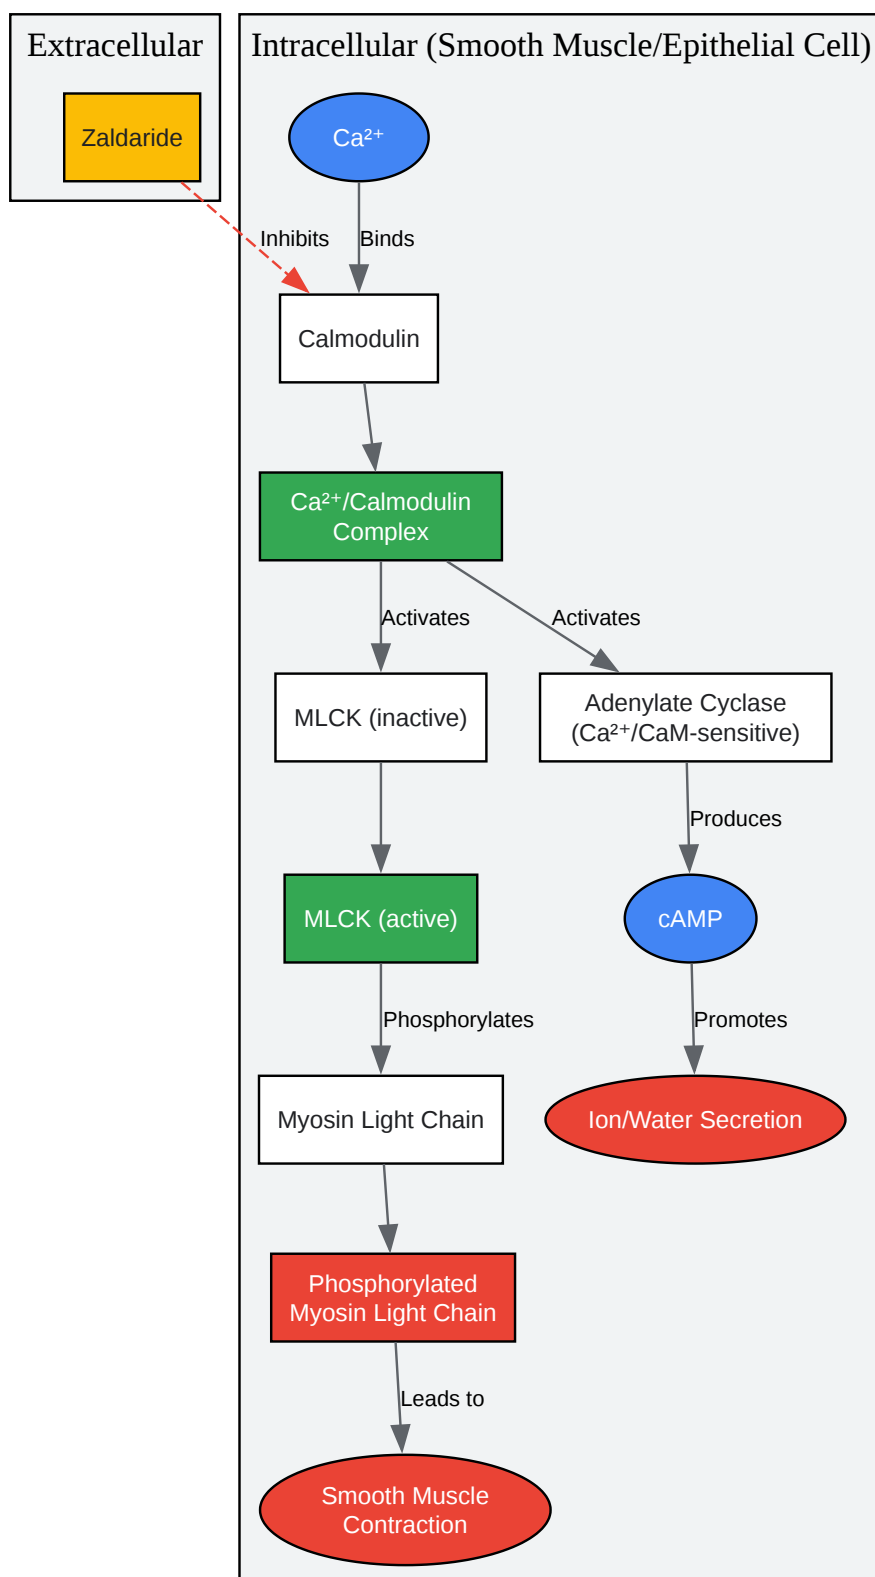 Extracellular
Intracellular (Smooth Muscle/Epithelial Cell)
Zaldaride
Ca²⁺
Inhibits
Binds
Calmodulin
Ca²⁺/Calmodulin
Complex
Activates
Activates
MLCK (inactive)
Adenylate Cyclase
(Ca²⁺/CaM-sensitive)
Produces
MLCK (active)
cAMP
Phosphorylates
Promotes
Myosin Light Chain
Ion/Water Secretion
Phosphorylated
Myosin Light Chain
Leads to
Smooth Muscle
Contraction